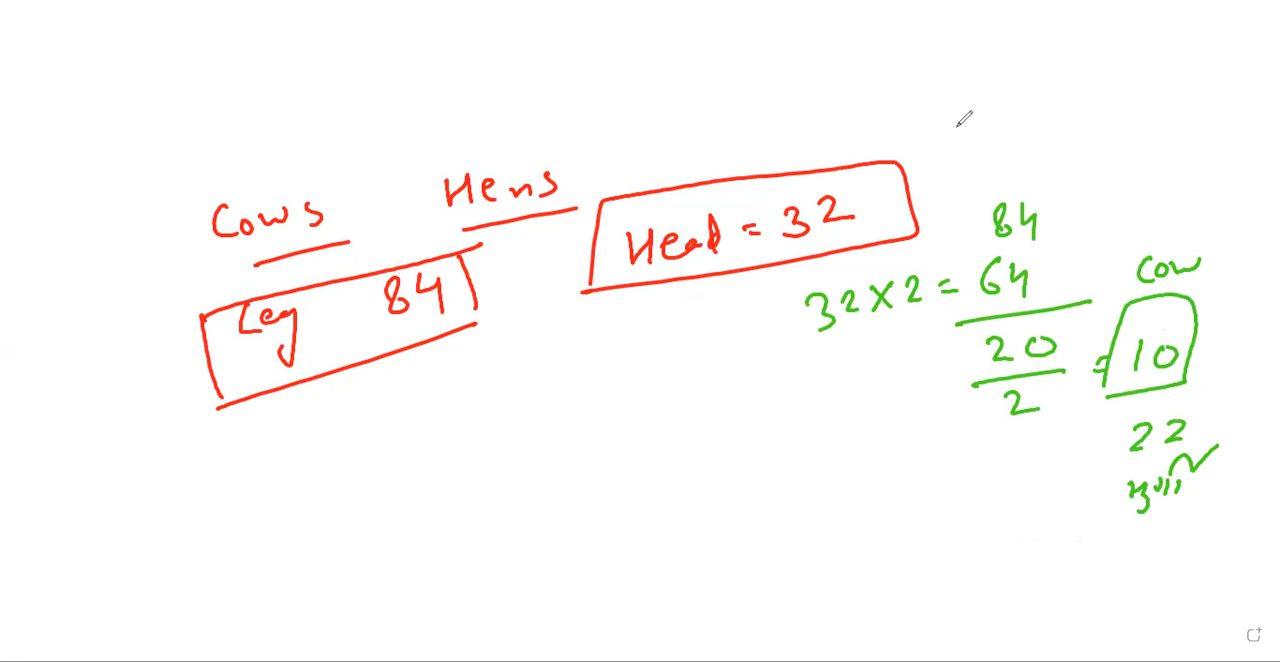 Cows Hens
Head = 32
Leg 84
84
32×2 = 64
20
2
= 10
Cow
22